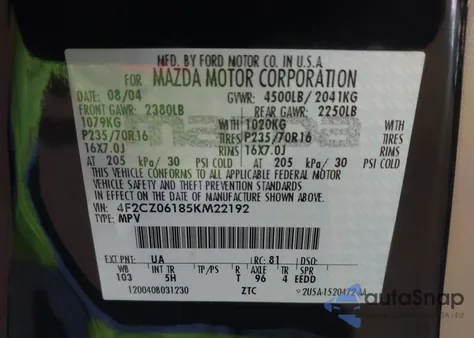 MFD. BY FORD MOTOR CO. IN U.S.A.
FOR MAZDA MOTOR CORPORATION
DATE: 08/04 GVWR: 4500LB/ 2041KG
FRONT GAWR: 2380LB REAR GAWR: 2250LB
1079KG WITH 1020KG WITH
P235/70R16 TIRES P235/70R16 TIRES
16X7.0J RIMS 16X7.0J RIMS
AT 205 kPa/ 30 PSI COLD AT 205 kPa/ 30 PSI COLD
THIS VEHICLE CONFORMS TO ALL APPLICABLE FEDERAL MOTOR
VEHICLE SAFETY AND THEFT PREVENTION STANDARDS IN
EFFECT ON THE DATE OF MANUFACTURE SHOWN ABOVE.
VIN: 4F2CZ06185KM22192
TYPE: MPV
EXT PNT: UA RC: 81 DSO:
WB INT TR TP/PS R AXLE TR SPR
103 5H T 96 4 EEDD
1200408031230 ZTC
autoSnap